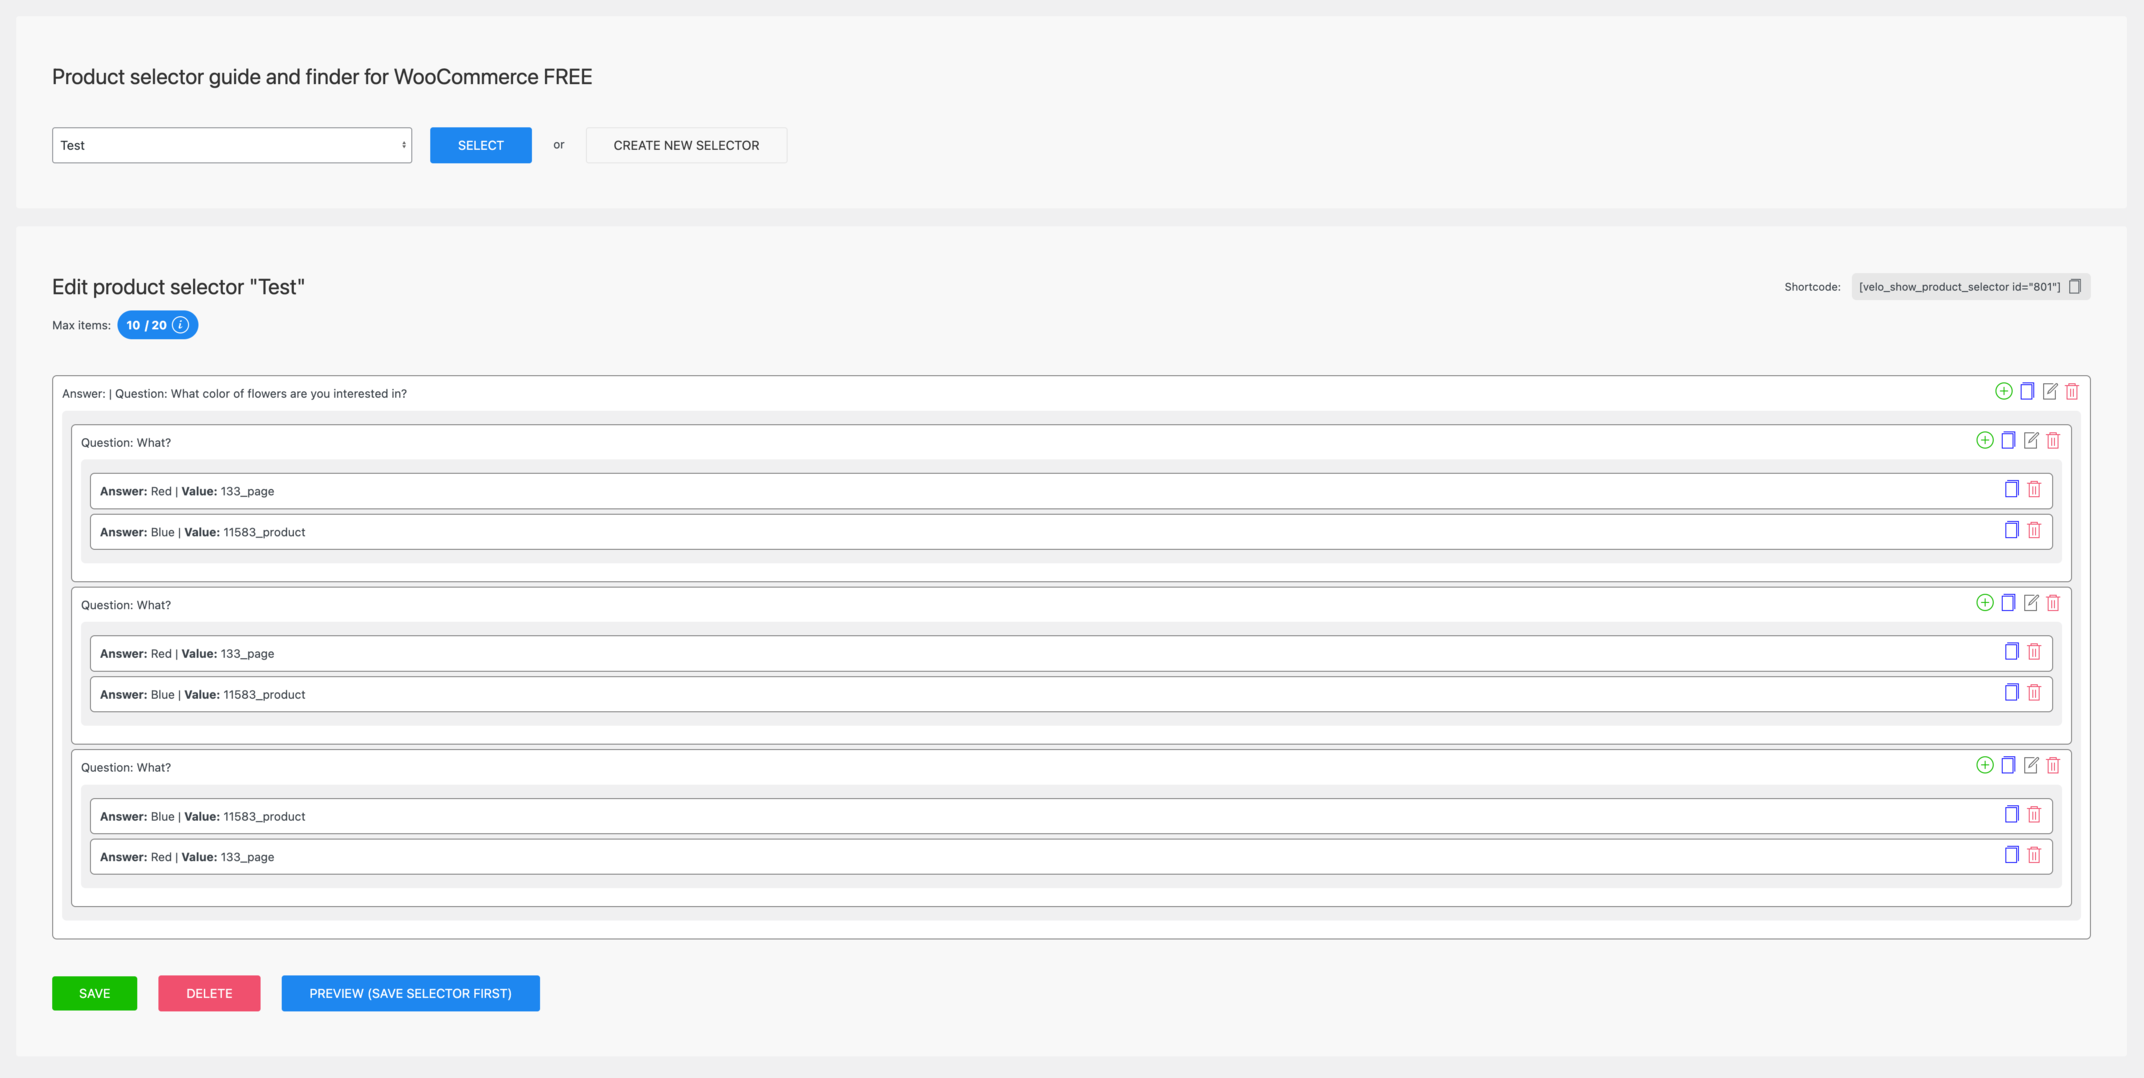 Product selector guide and finder for WooCommerce FREE
Test
SELECT
or
CREATE NEW SELECTOR
Edit product selector "Test"
Shortcode:
[velo_show_product_selector id="801"]
Max items:
10 / 20 i
Answer: | Question: What color of flowers are you interested in?
Question: What?
Answer: Red | Value: 133_page
Answer: Blue | Value: 11583_product
Question: What?
Answer: Red | Value: 133_page
Answer: Blue | Value: 11583_product
Question: What?
Answer: Blue | Value: 11583_product
Answer: Red | Value: 133_page
SAVE
DELETE
PREVIEW (SAVE SELECTOR FIRST)